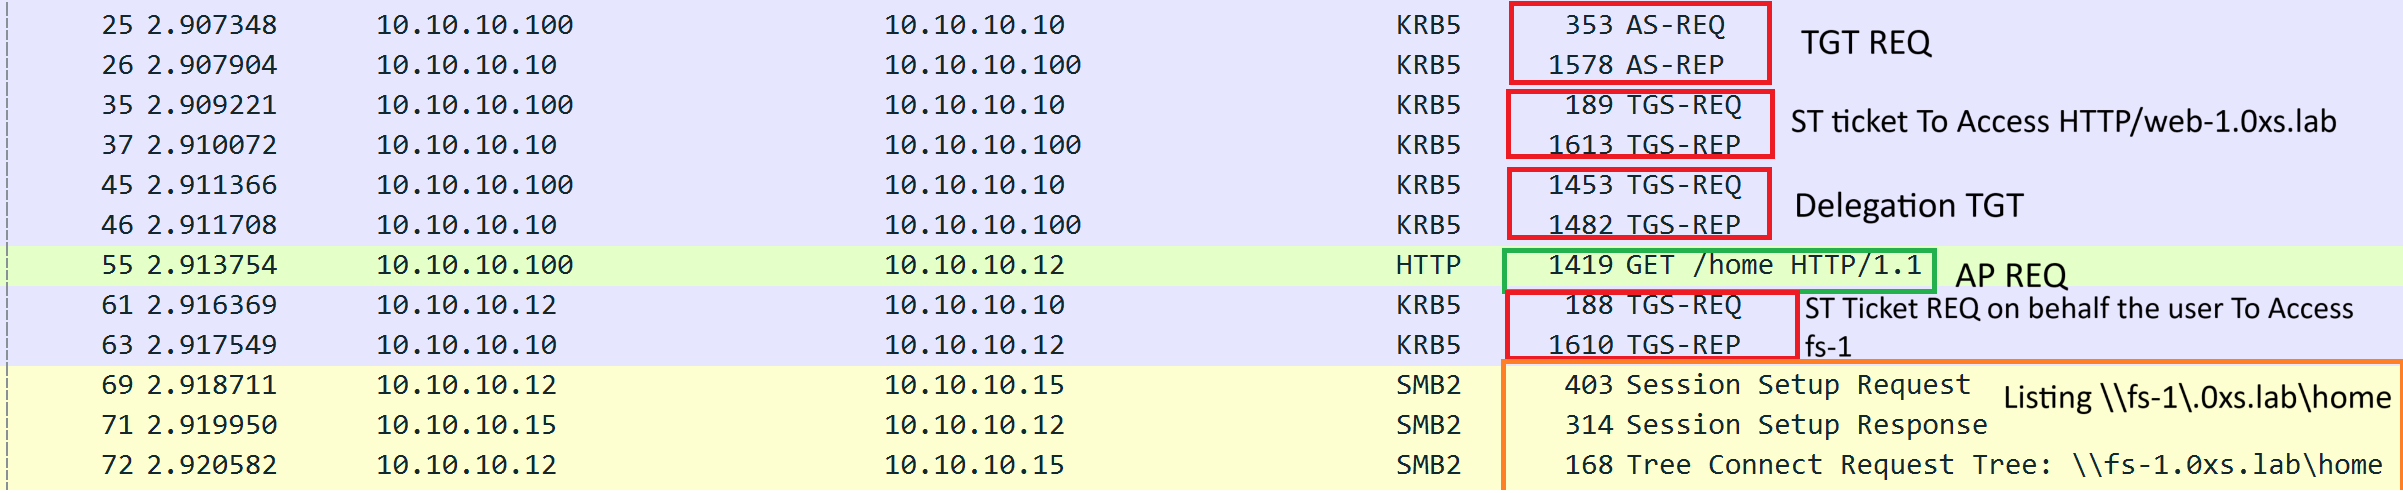 25 2.907348 10.10.10.100 10.10.10.10 KRB5 353 AS-REQ
TGT REQ
26 2.907904 10.10.10.10 10.10.10.100 KRB5 1578 AS-REP
35 2.909221 10.10.10.100 10.10.10.10 KRB5 189 TGS-REQ
ST ticket To Access HTTP/web-1.0xs.lab
37 2.910072 10.10.10.10 10.10.10.100 KRB5 1613 TGS-REP
45 2.911366 10.10.10.100 10.10.10.10 KRB5 1453 TGS-REQ
Delegation TGT
46 2.911708 10.10.10.10 10.10.10.100 KRB5 1482 TGS-REP
55 2.913754 10.10.10.100 10.10.10.12 HTTP 1419 GET /home HTTP/1.1
AP REQ
61 2.916369 10.10.10.12 10.10.10.10 KRB5 188 TGS-REQ
ST Ticket REQ on behalf the user To Access
63 2.917549 10.10.10.10 10.10.10.12 KRB5 1610 TGS-REP
fs-1
69 2.918711 10.10.10.12 10.10.10.15 SMB2 403 Session Setup Request
Listing \\fs-1\.0xs.lab\home
71 2.919950 10.10.10.15 10.10.10.12 SMB2 314 Session Setup Response
72 2.920582 10.10.10.12 10.10.10.15 SMB2 168 Tree Connect Request Tree: \\fs-1.0xs.lab\home